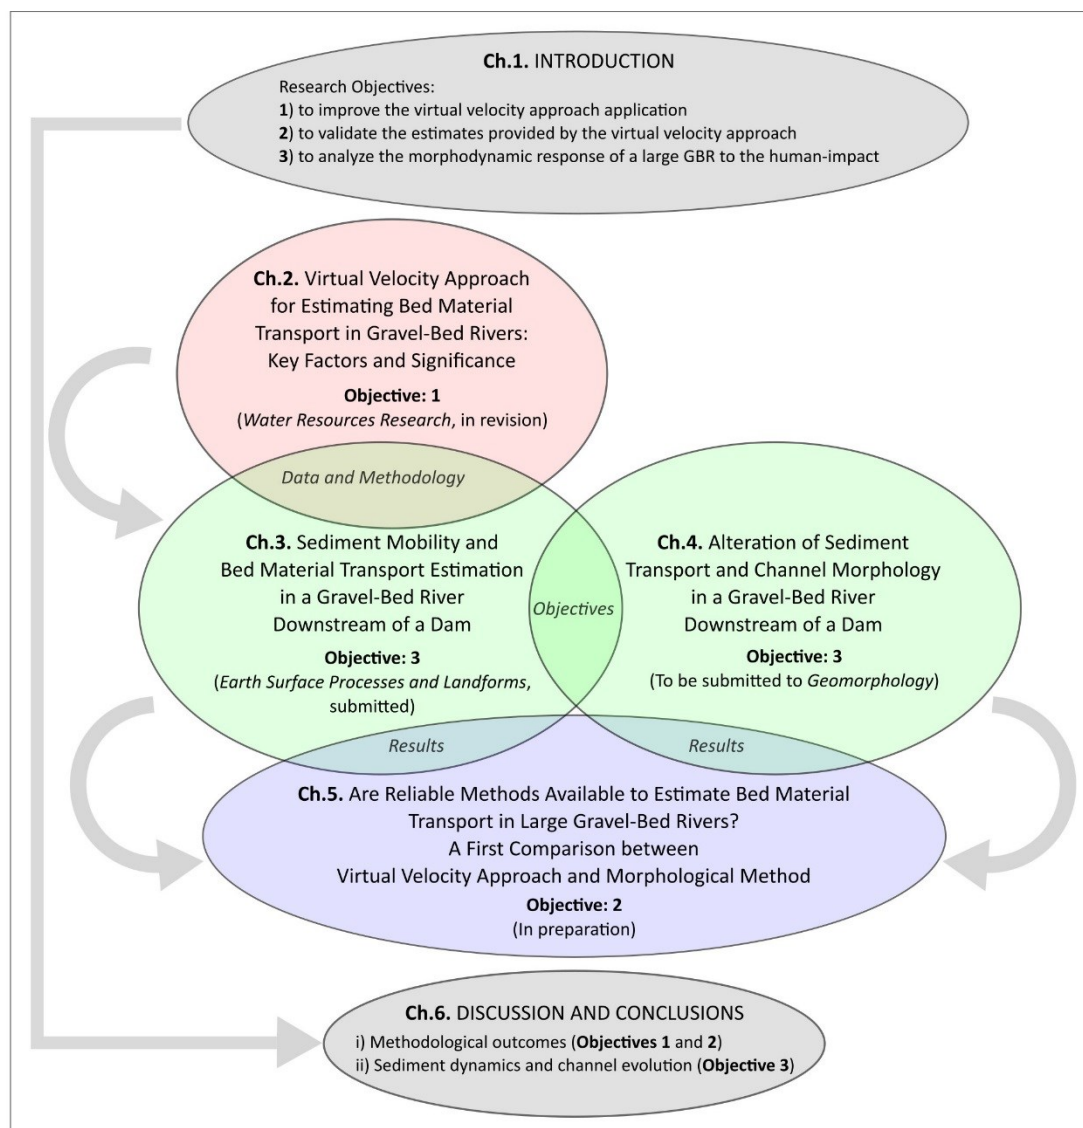 Ch.1. INTRODUCTION
Research Objectives:
1) to improve the virtual velocity approach application
2) to validate the estimates provided by the virtual velocity approach
3) to analyze the morphodynamic response of a large GBR to the human-impact
Ch.2. Virtual Velocity Approach
for Estimating Bed Material
Transport in Gravel-Bed Rivers:
Key Factors and Significance
Objective: 1
(Water Resources Research, in revision)
Data and Methodology
Ch.3. Sediment Mobility and
Bed Material Transport Estimation
in a Gravel-Bed River
Downstream of a Dam
Objective: 3
(Earth Surface Processes and Landforms,
submitted)
Objectives
Ch.4. Alteration of Sediment
Transport and Channel Morphology
in a Gravel-Bed River
Downstream of a Dam
Objective: 3
(To be submitted to Geomorphology)
Results
Results
Ch.5. Are Reliable Methods Available to Estimate Bed Material
Transport in Large Gravel-Bed Rivers?
A First Comparison between
Virtual Velocity Approach and Morphological Method
Objective: 2
(In preparation)
Ch.6. DISCUSSION AND CONCLUSIONS
i) Methodological outcomes (Objectives 1 and 2)
ii) Sediment dynamics and channel evolution (Objective 3)